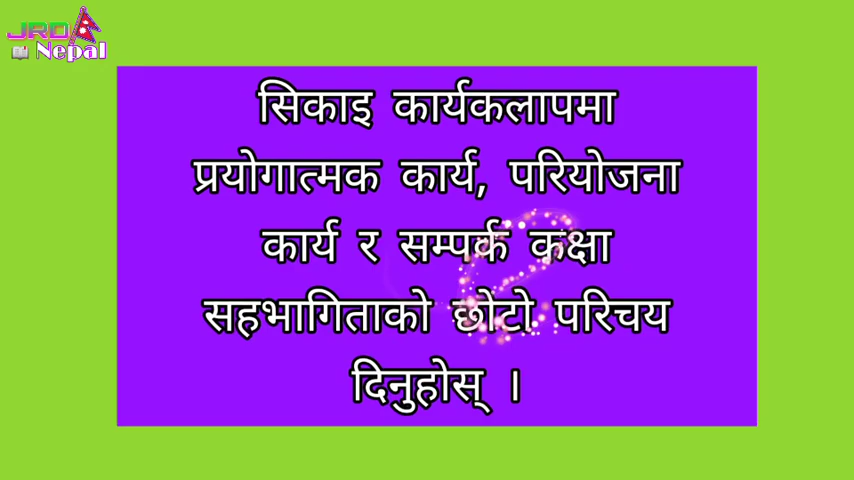 JRD
Nepal
सिकाइ कार्यकलापमा
प्रयोगात्मक कार्य, परियोजना
कार्य र सम्पर्क कक्षा
सहभागिताको छोटो परिचय
दिनुहोस् ।